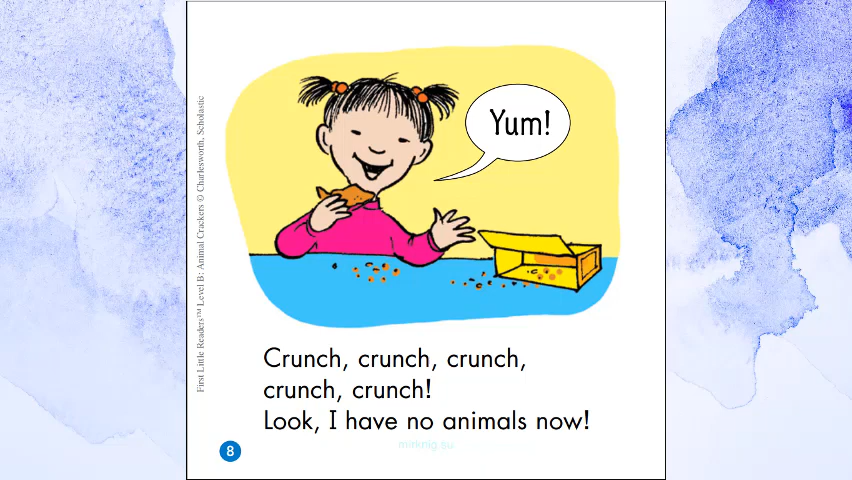 Yum!
Crunch, crunch, crunch,
crunch, crunch!
Look, I have no animals now!
mirknig.su
8
First Little Readers™ Level B: Animal Crackers © Charlesworth, Scholastic